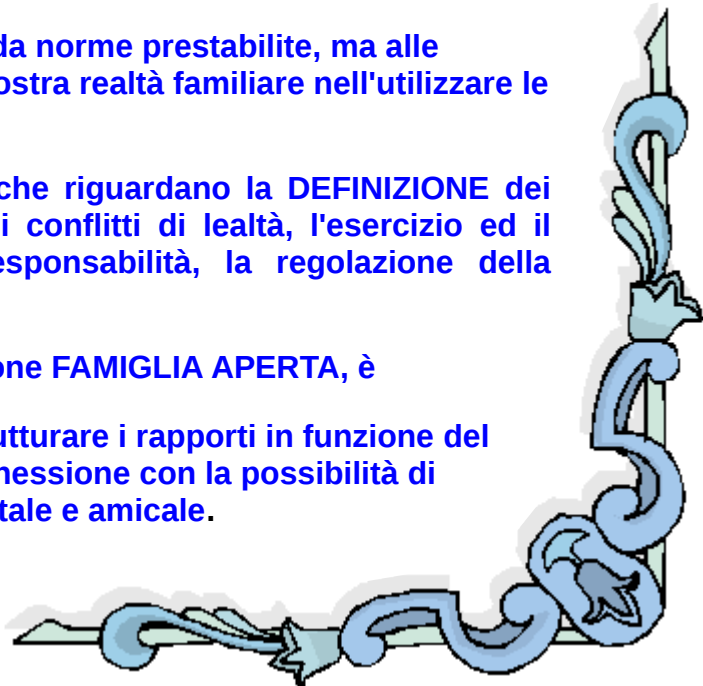 da norme prestabilite, ma alle
ostra realtà familiare nell'utilizzare le
che riguardano la DEFINIZIONE dei
i conflitti di lealtà, l'esercizio ed il
esponsabilità, la regolazione della
one FAMIGLIA APERTA, è
utturare i rapporti in funzione del
nessione con la possibilità di
tale e amicale.